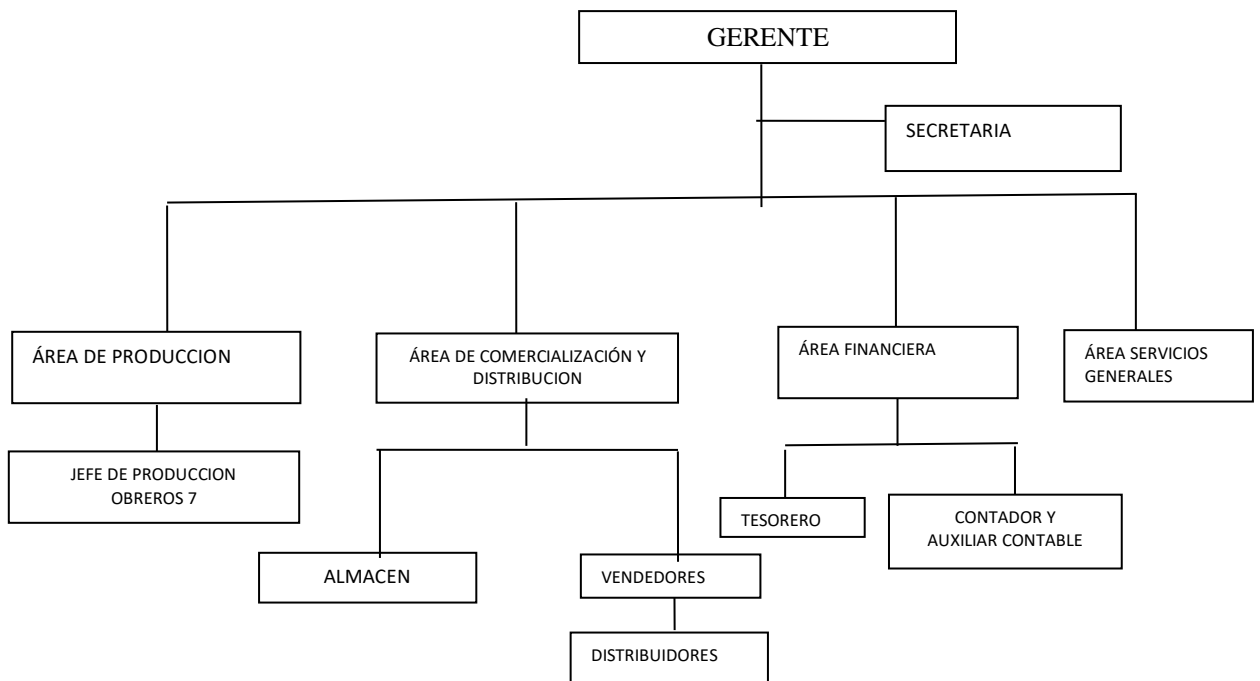 GERENTE
SECRETARIA
ÁREA DE PRODUCCION
ÁREA DE COMERCIALIZACIÓN Y
DISTRIBUCION
ÁREA FINANCIERA
ÁREA SERVICIOS
GENERALES
JEFE DE PRODUCCION
OBREROS 7
TESORERO
CONTADOR Y
AUXILIAR CONTABLE
ALMACEN
VENDEDORES
DISTRIBUIDORES